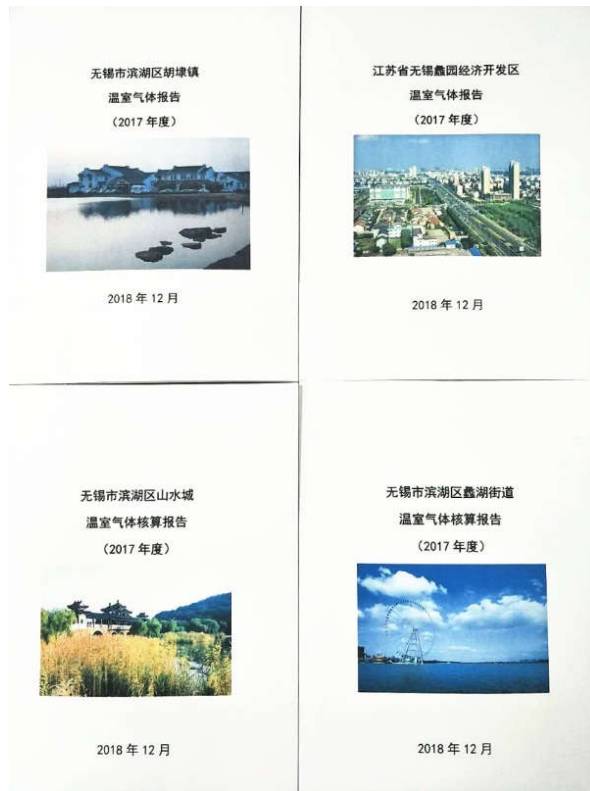 无锡市滨湖区胡埭镇
温室气体报告
（2017 年度）
2018 年 12 月
江苏省无锡蠡园经济开发区
温室气体报告
（2017 年度）
2018 年 12 月
无锡市滨湖区山水城
温室气体核算报告
（2017 年度）
2018 年 12 月
无锡市滨湖区蠡湖街道
温室气体核算报告
（2017 年度）
2018 年 12 月